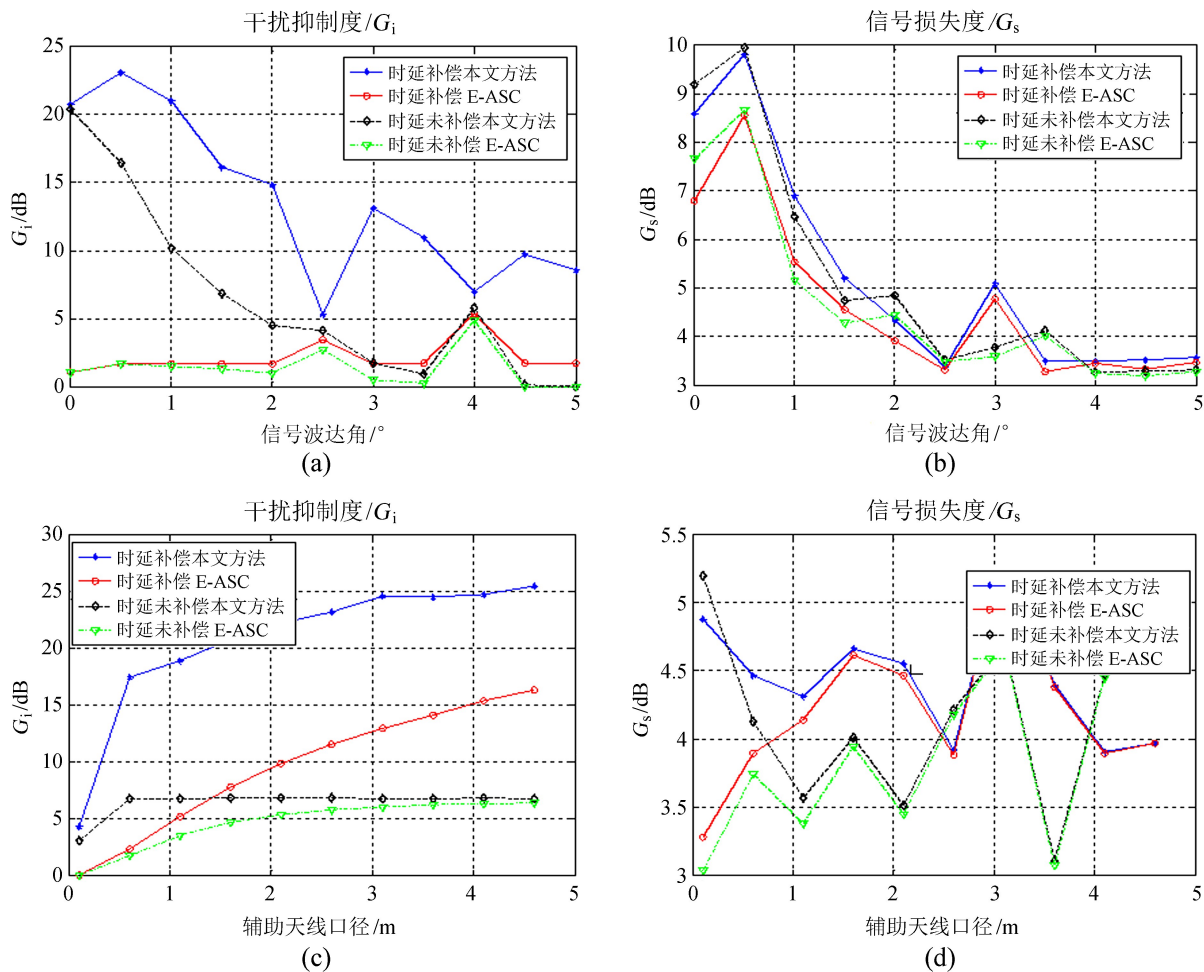 干扰抑制度/Gi
25
20
15
10
5
0
Gi/dB
时延补偿本文方法
时延补偿 E-ASC
时延未补偿本文方法
时延未补偿 E-ASC
0 1 2 3 4 5
信号波达角/°
(a)
信号损失度/Gs
10
9
8
7
6
5
4
3
Gs/dB
时延补偿本文方法
时延补偿 E-ASC
时延未补偿本文方法
时延未补偿 E-ASC
0 1 2 3 4 5
信号波达角/°
(b)
干扰抑制度/Gi
30
25
20
15
10
5
0
Gi/dB
时延补偿本文方法
时延补偿 E-ASC
时延未补偿本文方法
时延未补偿 E-ASC
0 1 2 3 4 5
辅助天线口径/m
(c)
信号损失度/Gs
5.5
5
4.5
4
3.5
3
Gs/dB
时延补偿本文方法
时延补偿 E-ASC
时延未补偿本文方法
时延未补偿 E-ASC
0 1 2 3 4 5
辅助天线口径/m
(d)